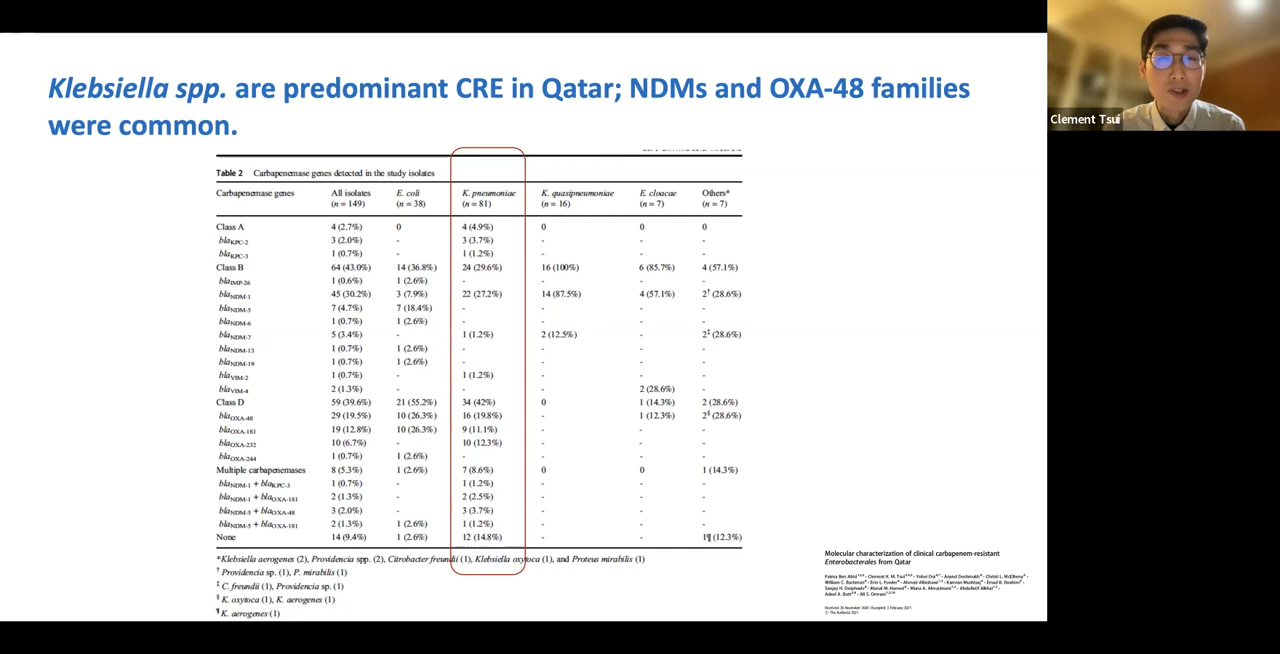 Klebsiella spp. are predominant CRE in Qatar; NDMs and OXA-48 families
were common.
Clement Tsui
Table 2 Carbapenemase genes detected in the study isolates
Carbapenemase genes All isolates (n = 149) E. coli (n = 38) K. pneumoniae (n = 81) K. quasipneumoniae (n = 16) E. cloacae (n = 7) Others* (n = 7)
Class A 4 (2.7%) 0 4 (4.9%) 0 0 0
blaKPC-2 3 (2.0%) - 3 (3.7%) - - -
blaKPC-3 1 (0.7%) - 1 (1.2%) - - -
Class B 64 (43.0%) 14 (36.8%) 24 (29.6%) 16 (100%) 6 (85.7%) 4 (57.1%)
blaIMP-26 1 (0.6%) 1 (2.6%) - - - -
blaNDM-1 45 (30.2%) 3 (7.9%) 22 (27.2%) 14 (87.5%) 4 (57.1%) 2† (28.6%)
blaNDM-5 7 (4.7%) 7 (18.4%) - - - -
blaNDM-6 1 (0.7%) 1 (2.6%) - - - -
blaNDM-7 5 (3.4%) - 1 (1.2%) 2 (12.5%) - 2‡ (28.6%)
blaNDM-13 1 (0.7%) 1 (2.6%) - - - -
blaNDM-19 1 (0.7%) 1 (2.6%) - - - -
blaVIM-2 1 (0.7%) - 1 (1.2%) - - -
blaVIM-4 2 (1.3%) - - - 2 (28.6%) -
Class D 59 (39.6%) 21 (55.2%) 34 (42%) 0 1 (14.3%) 2 (28.6%)
blaOXA-48 29 (19.5%) 10 (26.3%) 16 (19.8%) - 1 (12.3%) 2§ (28.6%)
blaOXA-181 19 (12.8%) 10 (26.3%) 9 (11.1%) - - -
blaOXA-232 10 (6.7%) - 10 (12.3%) - - -
blaOXA-244 1 (0.7%) 1 (2.6%) - - - -
Multiple carbapenemases 8 (5.3%) 1 (2.6%) 7 (8.6%) 0 0 1 (14.3%)
blaNDM-1 + blaKPC-3 1 (0.7%) - 1 (1.2%) - - -
blaNDM-1 + blaOXA-181 2 (1.3%) - 2 (2.5%) - - -
blaNDM-5 + blaOXA-48 3 (2.0%) - 3 (3.7%) - - -
blaNDM-5 + blaOXA-181 2 (1.3%) 1 (2.6%) 1 (1.2%) - - -
None 14 (9.4%) 1 (2.6%) 12 (14.8%) - - 1¶ (12.3%)
*Klebsiella aerogenes (2), Providencia spp. (2), Citrobacter freundii (1), Klebsiella oxytoca (1), and Proteus mirabilis (1)
† Providencia sp. (1), P. mirabilis (1)
‡ C. freundii (1), Providencia sp. (1)
§ K. oxytoca (1), K. aerogenes (1)
¶ K. aerogenes (1)
Molecular characterization of clinical carbapenem-resistant
Enterobacterales from Qatar